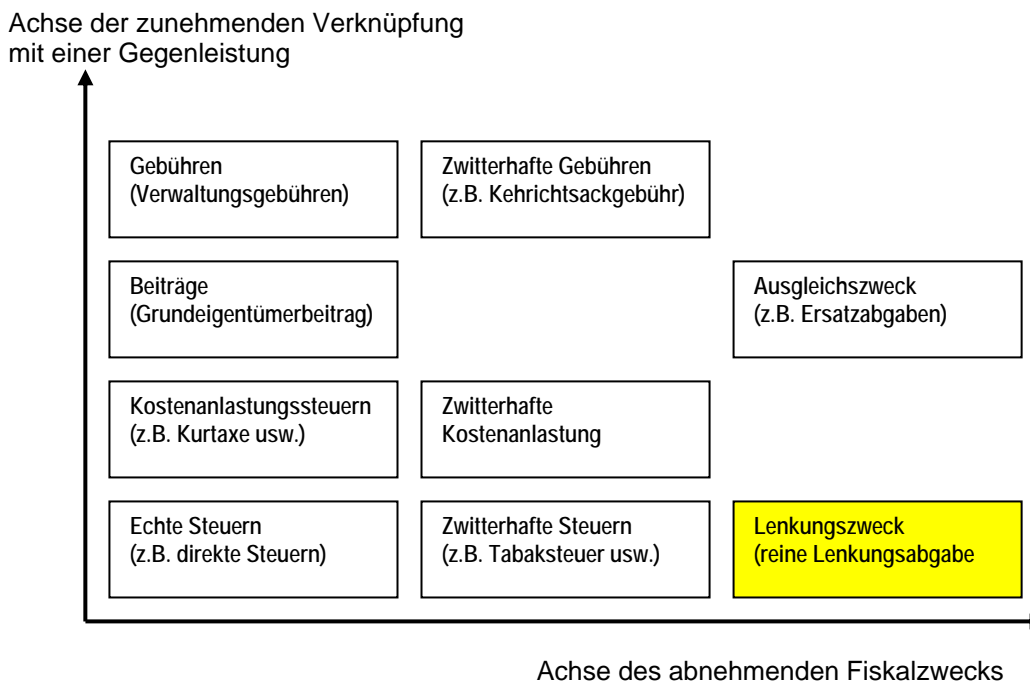 Achse der zunehmenden Verknüpfung
mit einer Gegenleistung
Gebühren
(Verwaltungsgebühren)
Zwitterhafte Gebühren
(z.B. Kehrichtsackgebühr)
Beiträge
(Grundeigentümerbeitrag)
Ausgleichszweck
(z.B. Ersatzabgaben)
Kostenanlastungssteuern
(z.B. Kurtaxe usw.)
Zwitterhafte
Kostenanlastung
Echte Steuern
(z.B. direkte Steuern)
Zwitterhafte Steuern
(z.B. Tabaksteuer usw.)
Lenkungszweck
(reine Lenkungsabgabe
Achse des abnehmenden Fiskalzwecks